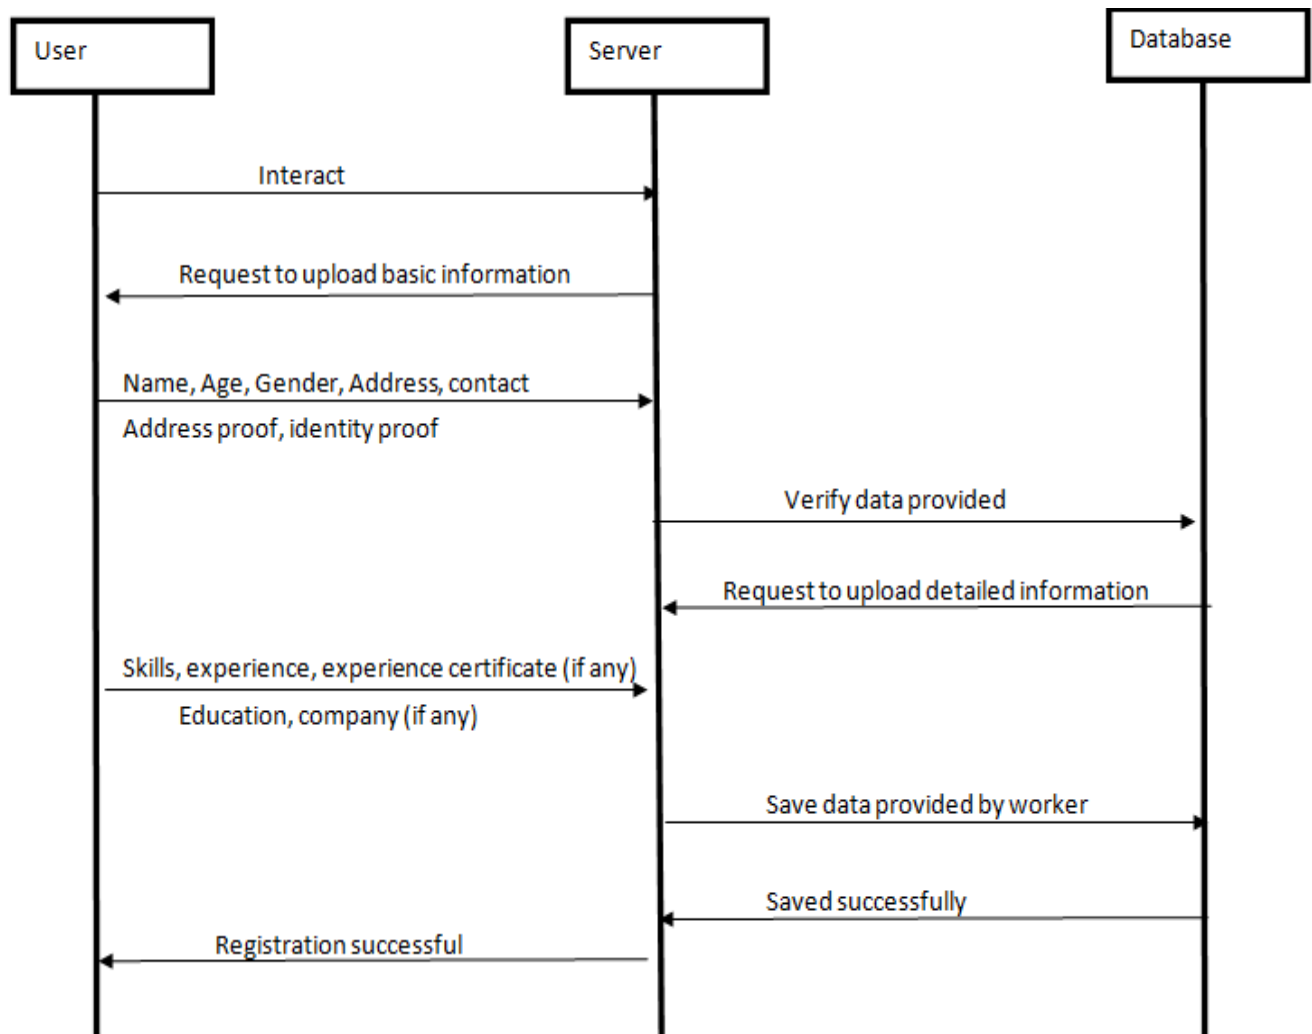 User
Server
Database
Interact
Request to upload basic information
Name, Age, Gender, Address, contact
Address proof, identity proof
Verify data provided
Request to upload detailed information
Skills, experience, experience certificate (if any)
Education, company (if any)
Save data provided by worker
Saved successfully
Registration successful